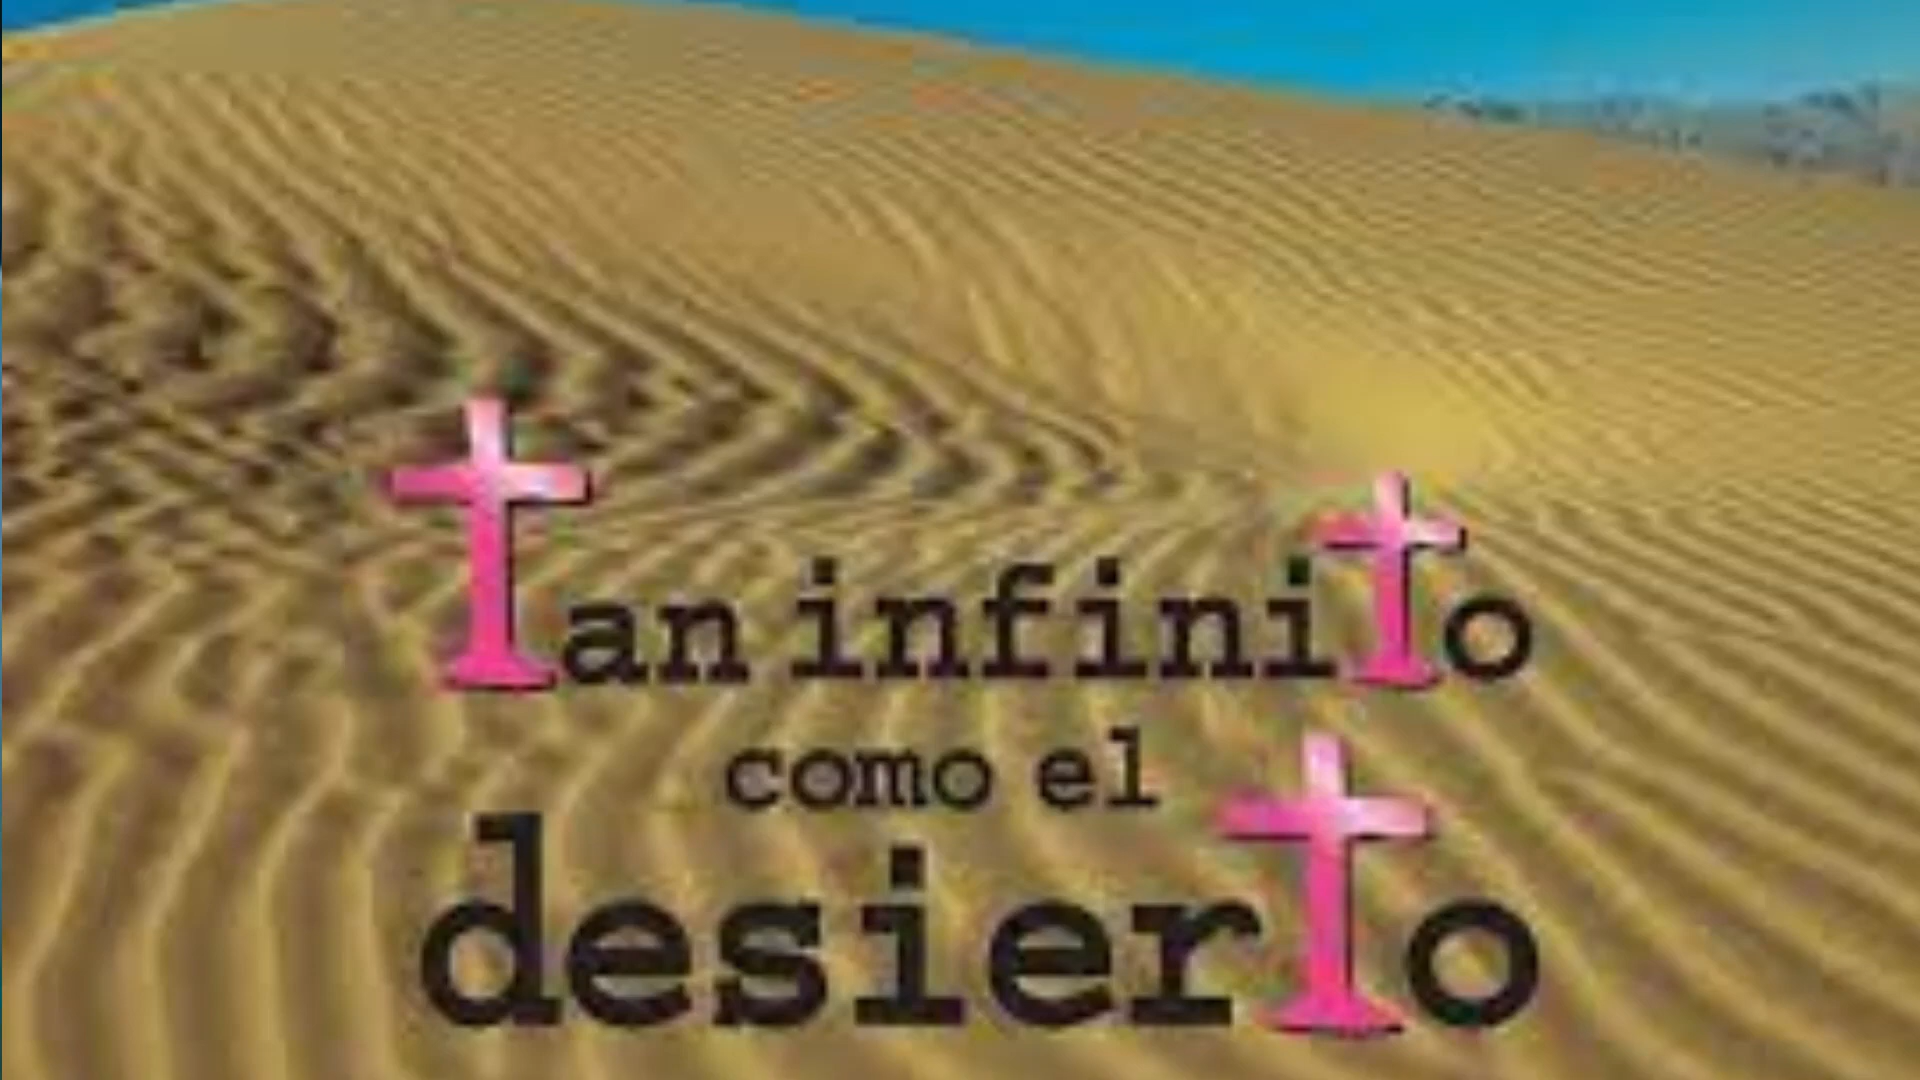 tan infinito
como el
desierto